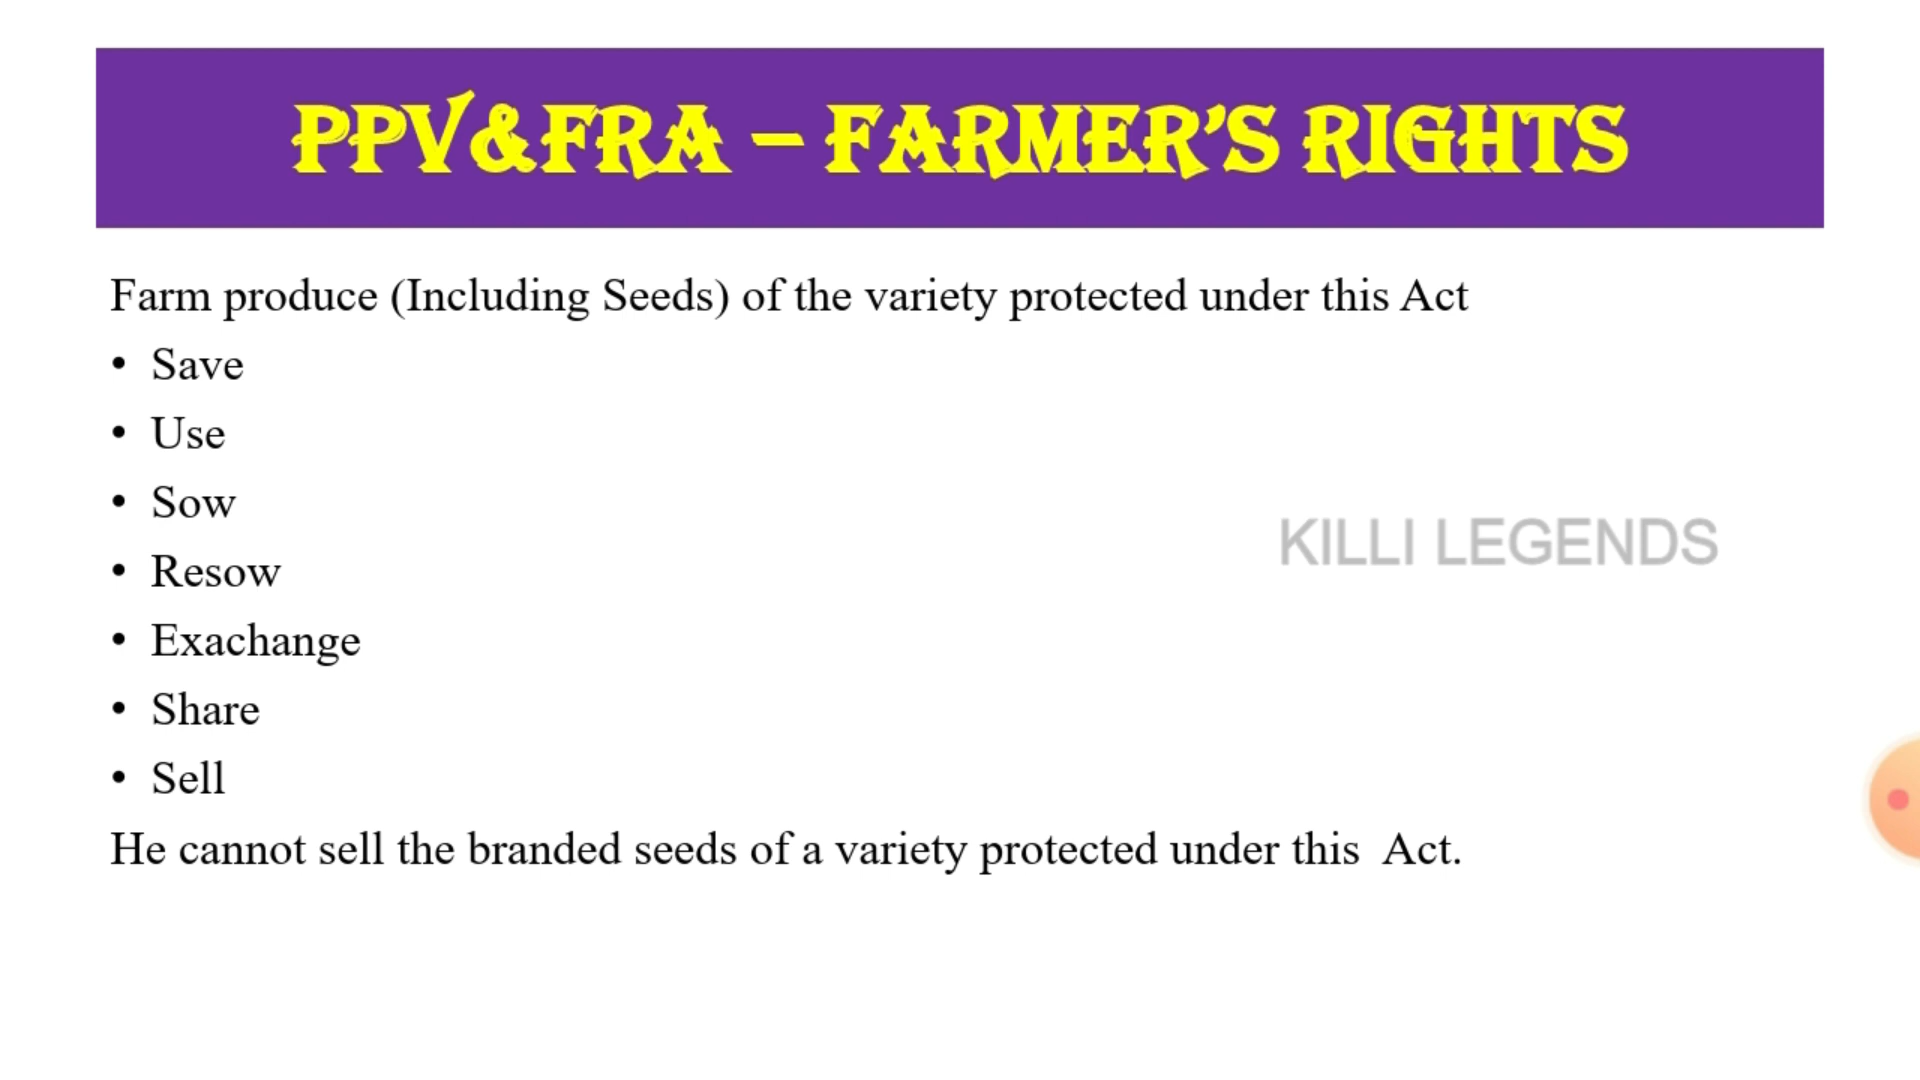 PPV&FRA – FARMER’S RIGHTS
Farm produce (Including Seeds) of the variety protected under this Act
• Save
• Use
• Sow
• Resow
• Exachange
• Share
• Sell
KILLI LEGENDS
He cannot sell the branded seeds of a variety protected under this  Act.